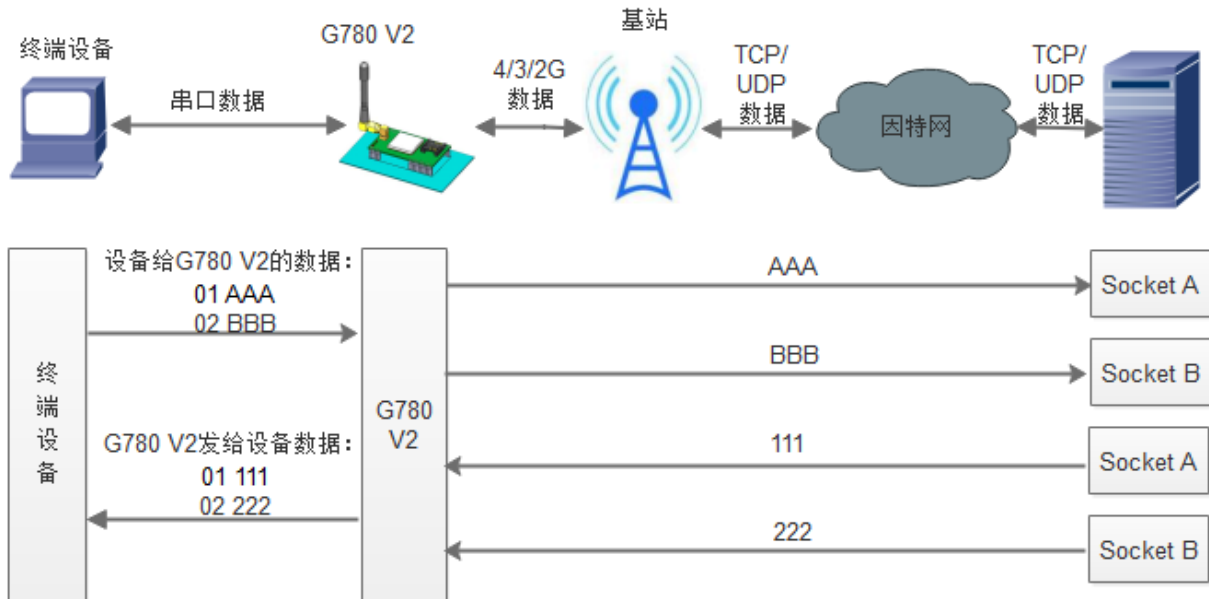 终端设备
串口数据
G780 V2
4/3/2G
数据
基站
TCP/
UDP
数据
因特网
TCP/
UDP
数据
终
端
设
备
设备给G780 V2的数据：
01 AAA
02 BBB
G780 V2发给设备数据：
01 111
02 222
G780
V2
AAA
Socket A
BBB
Socket B
111
Socket A
222
Socket B